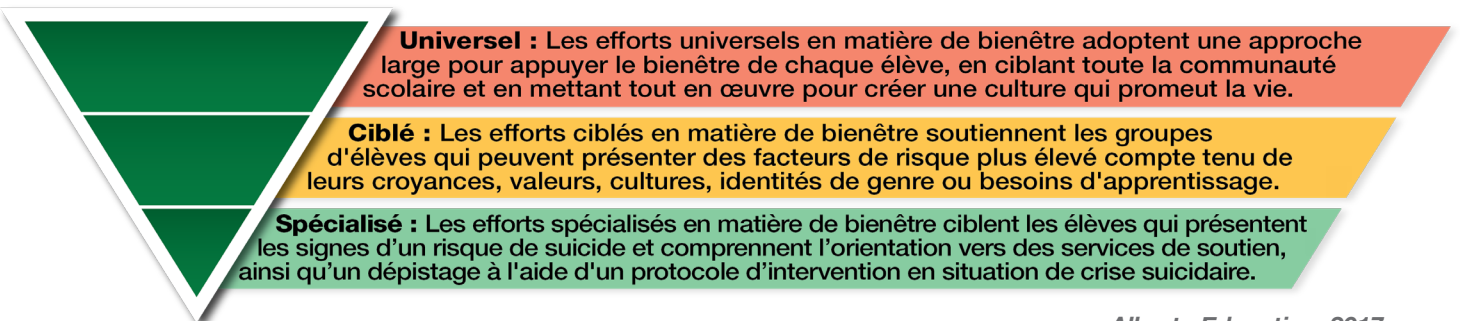 Universel : Les efforts universels en matière de bienêtre adoptent une approche
large pour appuyer le bienêtre de chaque élève, en ciblant toute la communauté
scolaire et en mettant tout en œuvre pour créer une culture qui promeut la vie.
Ciblé : Les efforts ciblés en matière de bienêtre soutiennent les groupes
d'élèves qui peuvent présenter des facteurs de risque plus élevé compte tenu de
leurs croyances, valeurs, cultures, identités de genre ou besoins d'apprentissage.
Spécialisé : Les efforts spécialisés en matière de bienêtre ciblent les élèves qui présentent
les signes d’un risque de suicide et comprennent l’orientation vers des services de soutien,
ainsi qu’un dépistage à l'aide d'un protocole d’intervention en situation de crise suicidaire.